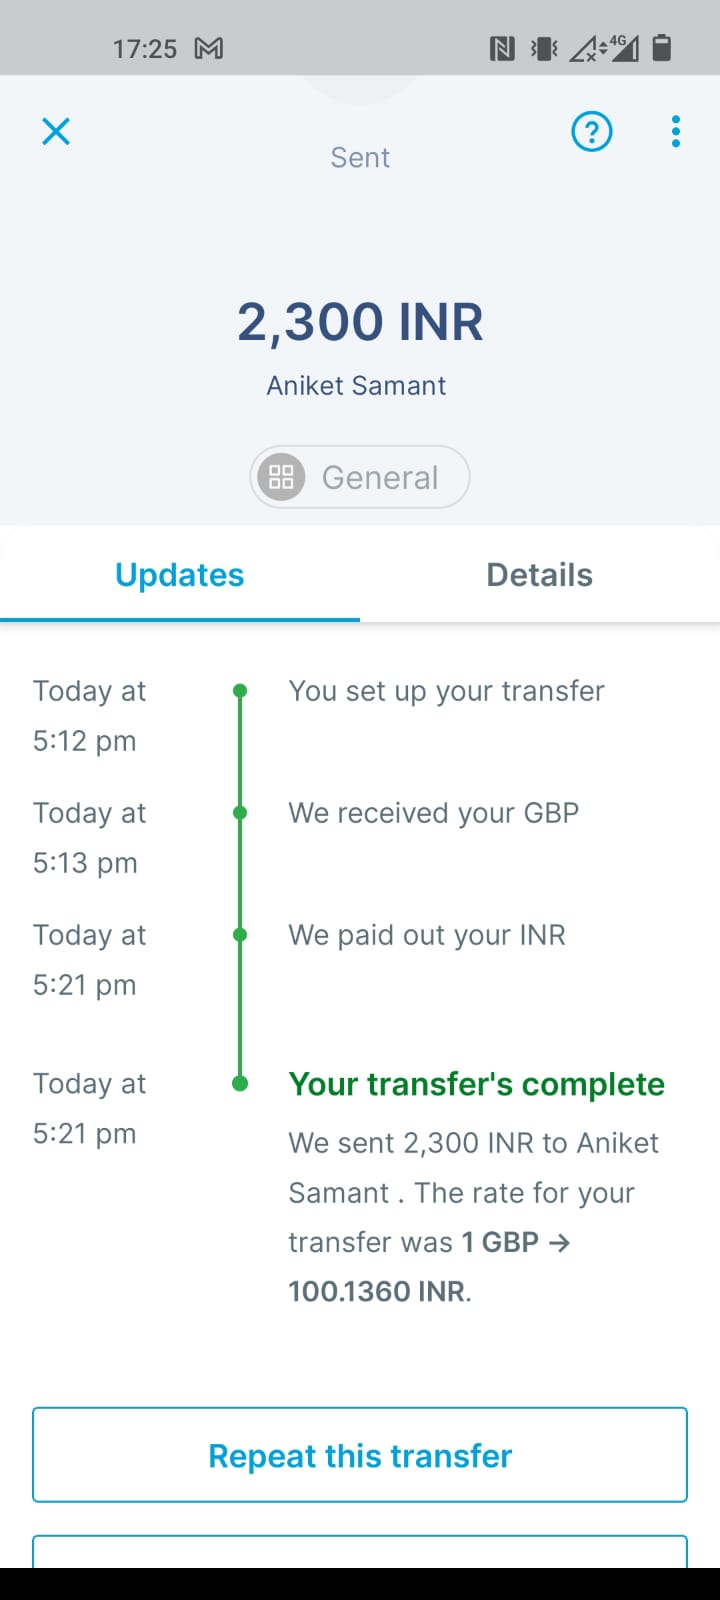 17:25
4G
Sent
2,300 INR
Aniket Samant
General
Updates
Details
Today at
5:12 pm
You set up your transfer
Today at
5:13 pm
We received your GBP
Today at
5:21 pm
We paid out your INR
Today at
5:21 pm
Your transfer's complete
We sent 2,300 INR to Aniket
Samant . The rate for your
transfer was 1 GBP →
100.1360 INR.
Repeat this transfer